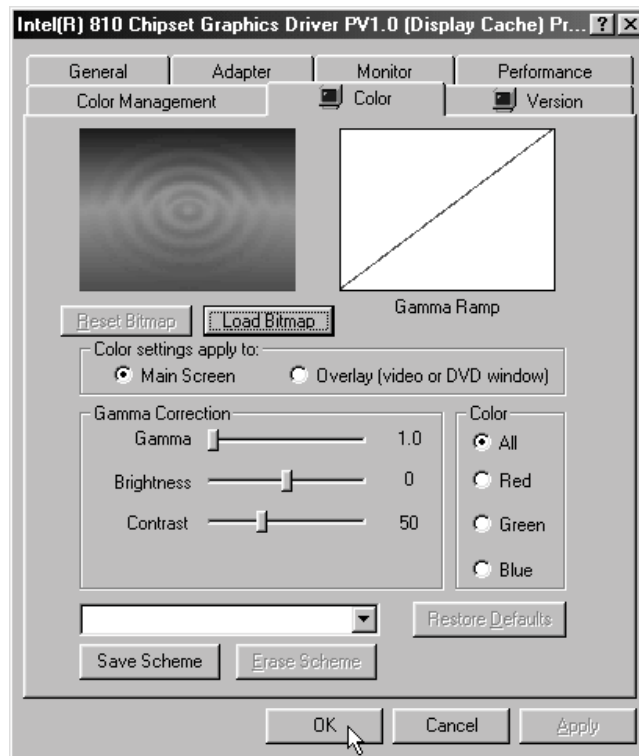 Intel(R) 810 Chipset Graphics Driver PV1.0 (Display Cache) Pr... ? ×
General Adapter Monitor Performance
Color Management Color Version
Gamma Ramp
Reset Bitmap Load Bitmap
Color settings apply to:
Main Screen Overlay (video or DVD window)
Gamma Correction Color
Gamma 1.0 All
Brightness 0 Red
Contrast 50 Green
Blue
Restore Defaults
Save Scheme Erase Scheme
OK Cancel Apply